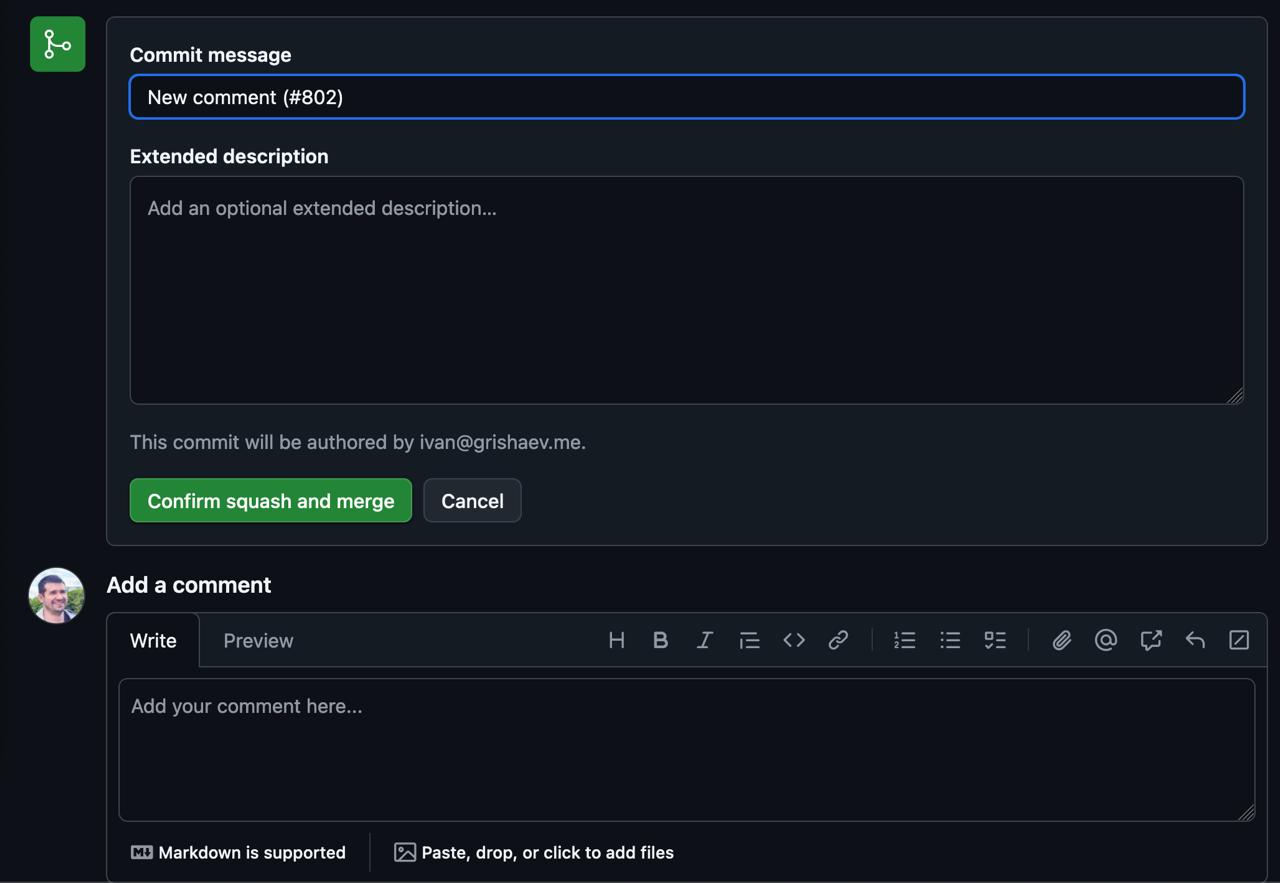 Commit message
New comment (#802)
Extended description
Add an optional extended description...
This commit will be authored by ivan@grishaev.me.
Confirm squash and merge Cancel
Add a comment
Write Preview
Add your comment here...
Markdown is supported Paste, drop, or click to add files